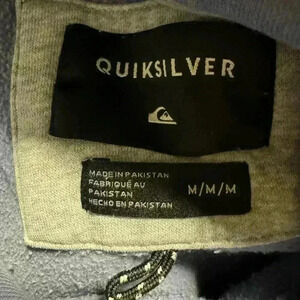 QUIKSILVER
MADE IN PAKISTAN
FABRIQUÉ AU
PAKISTAN
HECHO EN PAKISTAN
M/M/M